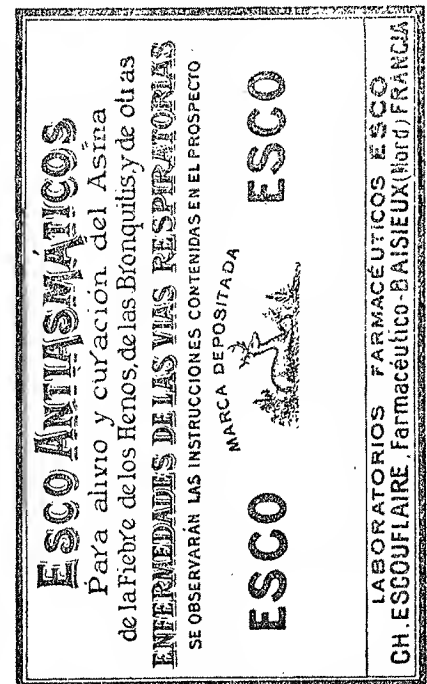 ESCO ANTIASMÁTICOS
Para alivio y curación del Asma
de la Fiebre de los Henos, de las Bronquitis, y de otras
ENFERMEDADES DE LAS VIAS RESPIRATORIAS
SE OBSERVARÁN LAS INSTRUCCIONES CONTENIDAS EN EL PROSPECTO
MARCA DEPOSITADA
ESCO ESCO
LABORATORIOS FARMACÉUTICOS ESCO
CH. ESCOUFLAIRE, Farmacéutico-BAISIEUX (Nord) FRANCIA